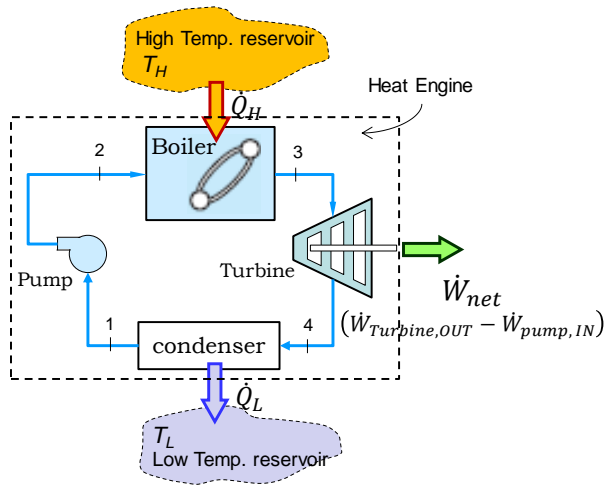 High Temp. reservoir
T_H
Heat Engine
Q̇_H
2
Boiler
3
Pump
Turbine
Ẇ_net
(Ẇ_Turbine,OUT − Ẇ_pump,IN)
1
condenser
4
Q̇_L
T_L
Low Temp. reservoir